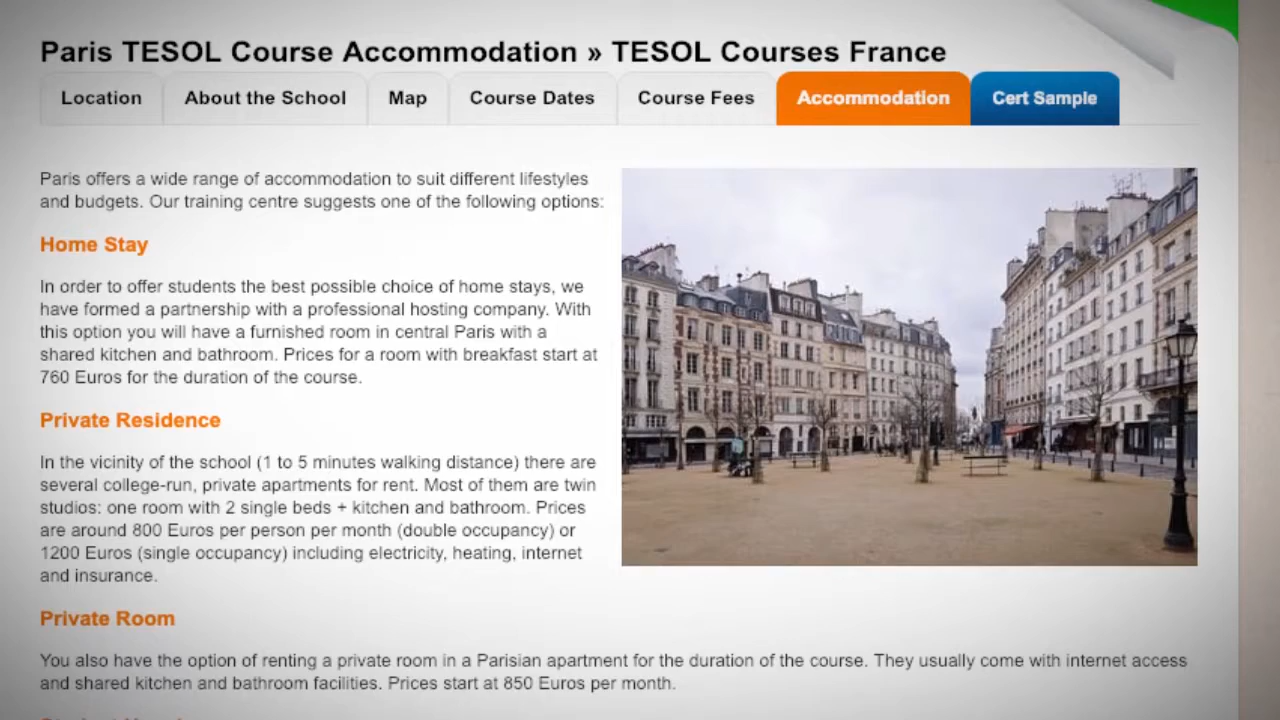 Paris TESOL Course Accommodation » TESOL Courses France
Location
About the School
Map
Course Dates
Course Fees
Accommodation
Cert Sample
Paris offers a wide range of accommodation to suit different lifestyles
and budgets. Our training centre suggests one of the following options:
Home Stay
In order to offer students the best possible choice of home stays, we
have formed a partnership with a professional hosting company. With
this option you will have a furnished room in central Paris with a
shared kitchen and bathroom. Prices for a room with breakfast start at
760 Euros for the duration of the course.
Private Residence
In the vicinity of the school (1 to 5 minutes walking distance) there are
several college-run, private apartments for rent. Most of them are twin
studios: one room with 2 single beds + kitchen and bathroom. Prices
are around 800 Euros per person per month (double occupancy) or
1200 Euros (single occupancy) including electricity, heating, internet
and insurance.
Private Room
You also have the option of renting a private room in a Parisian apartment for the duration of the course. They usually come with internet access
and shared kitchen and bathroom facilities. Prices start at 850 Euros per month.